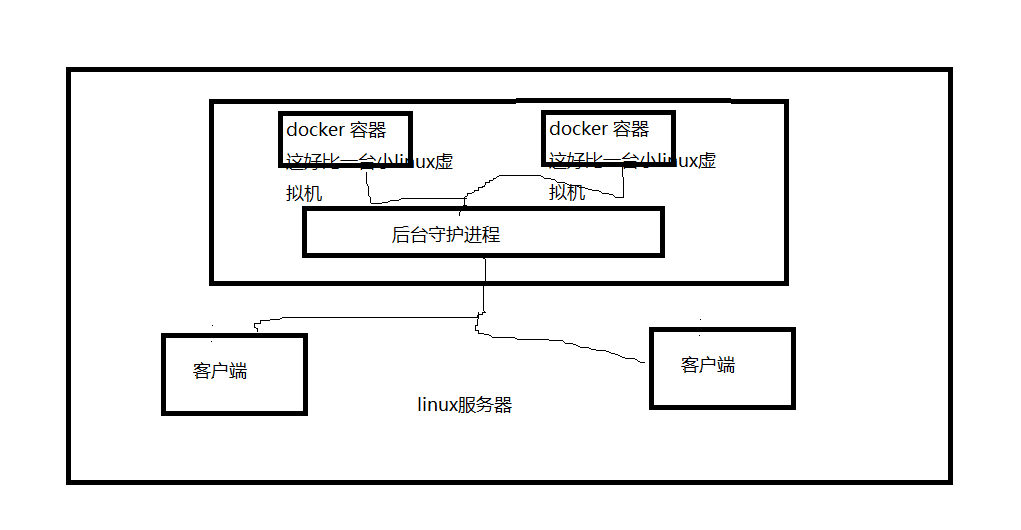 docker 容器
这好比一台小linux虚
拟机
docker 容器
这好比一台小linux虚
拟机
后台守护进程
客户端
客户端
linux服务器